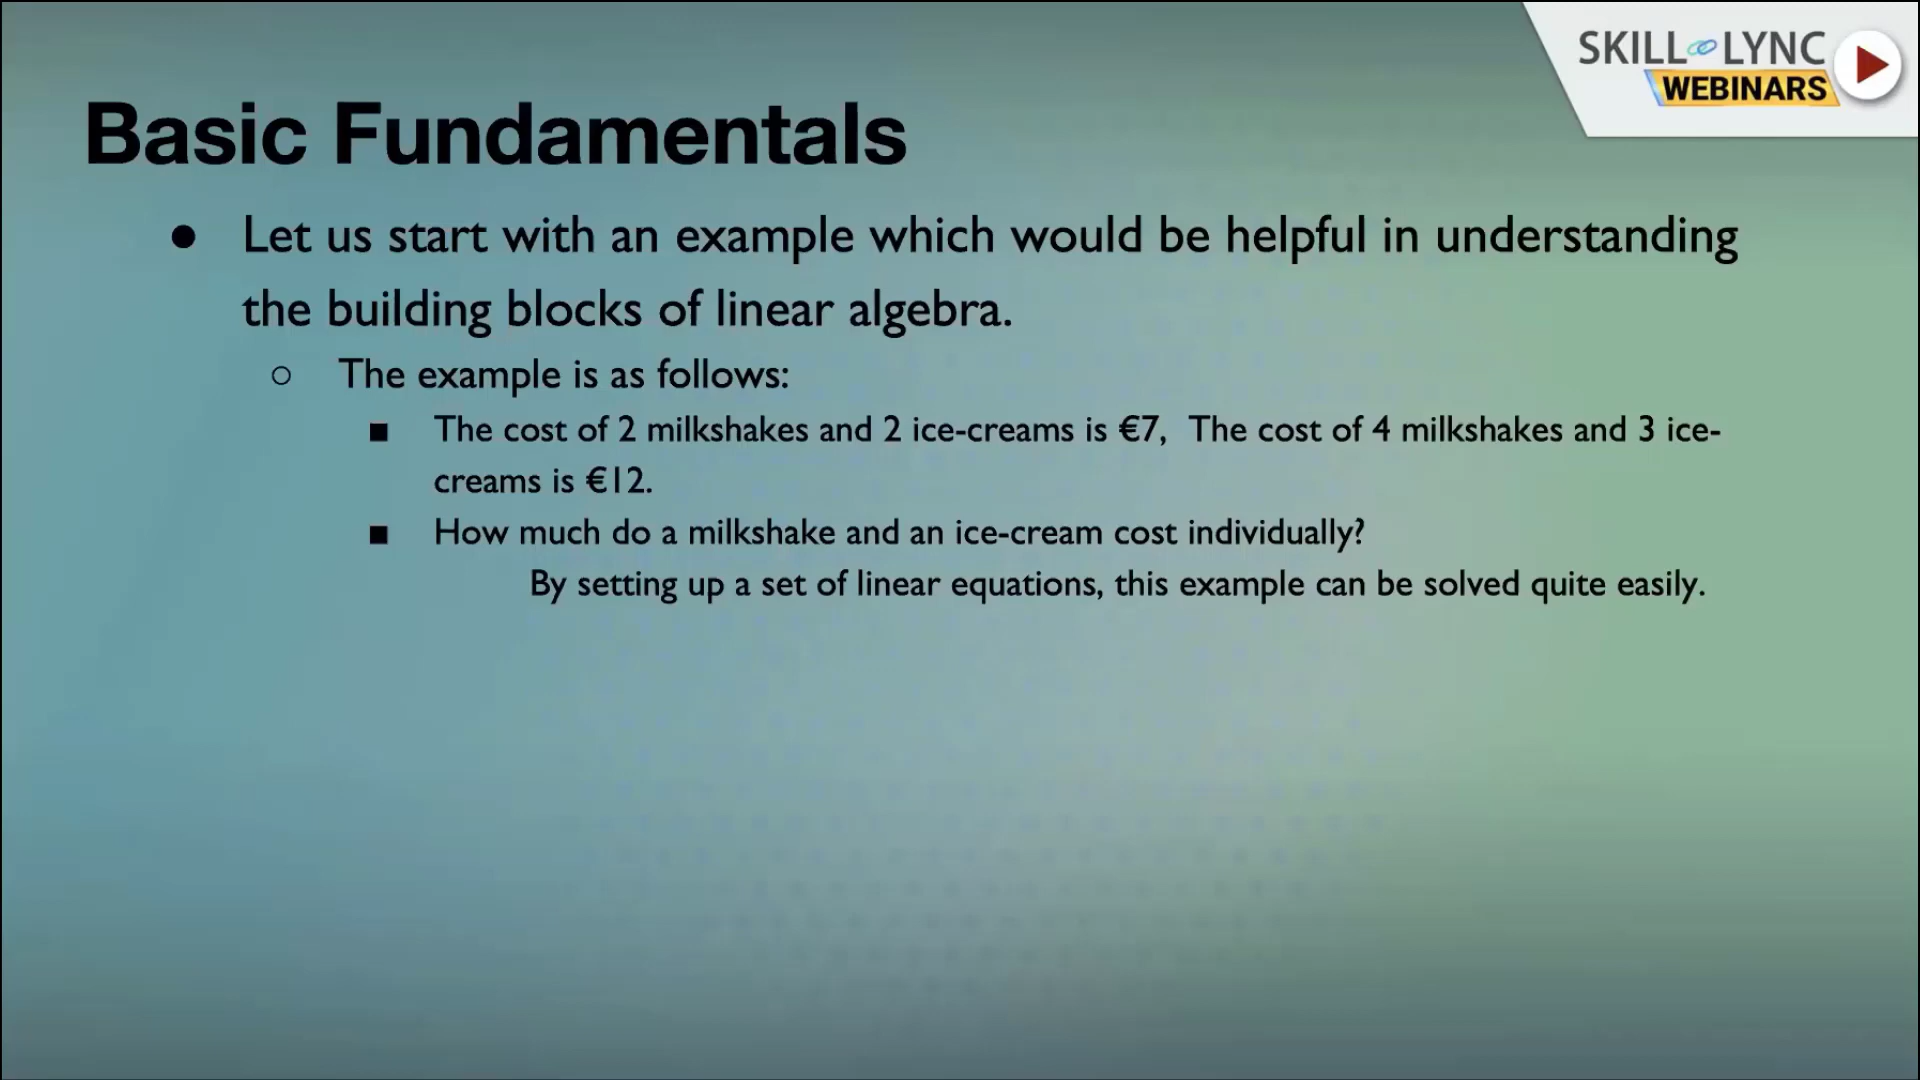 SKILL LYNC
WEBINARS
Basic Fundamentals
● Let us start with an example which would be helpful in understanding
the building blocks of linear algebra.
○ The example is as follows:
■ The cost of 2 milkshakes and 2 ice-creams is €7,  The cost of 4 milkshakes and 3 ice-
creams is €12.
■ How much do a milkshake and an ice-cream cost individually?
By setting up a set of linear equations, this example can be solved quite easily.